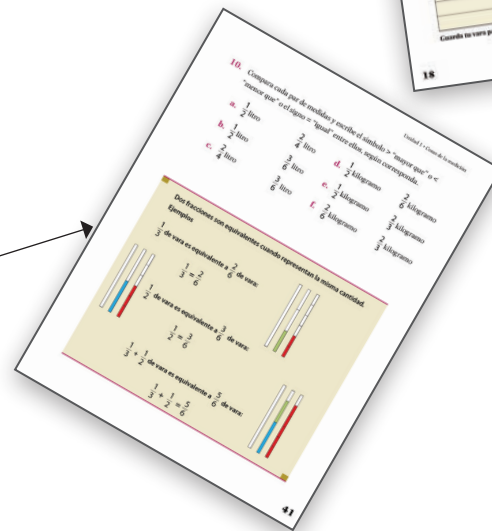 Guarda tu vara p
18
Unidad 1 • Cosas de la medición
10. Compara cada par de medidas y escribe el símbolo > "mayor que" o <
"menor que" o el signo = "igual" entre ellas, según corresponda.
a. 1/2 litro 2/4 litro
b. 1/2 litro 3/6 litro
c. 2/4 litro 3/6 litro
d. 1/2 kilogramo 2/6 kilogramo
e. 1/2 kilogramo 2/3 kilogramo
f. 2/6 kilogramo 2/3 kilogramo
Dos fracciones son equivalentes cuando representan la misma cantidad.
Ejemplos
1/3 de vara es equivalente a 2/6 de vara:
1/3 = 2/6
1/2 de vara es equivalente a 3/6 de vara:
1/2 = 3/6
1/3 + 1/2 de vara es equivalente a 5/6 de vara:
1/3 + 1/2 = 5/6
41